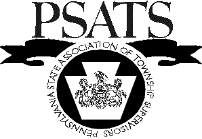 PSATS
PENNSYLVANIA STATE ASSOCIATION OF TOWNSHIP SUPERVISORS